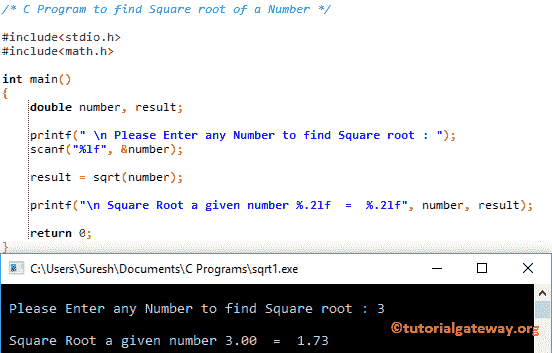 /* C Program to find Square root of a Number */
#include<stdio.h>
#include<math.h>
int main()
{
double number, result;
printf(" \n Please Enter any Number to find Square root : ");
scanf("%lf", &number);
result = sqrt(number);
printf("\n Square Root a given number %.2lf  =  %.2lf", number, result);
return 0;
}
C:\Users\Suresh\Documents\C Programs\sqrt1.exe
Please Enter any Number to find Square root : 3
©tutorialgateway.org
Square Root a given number 3.00  =  1.73